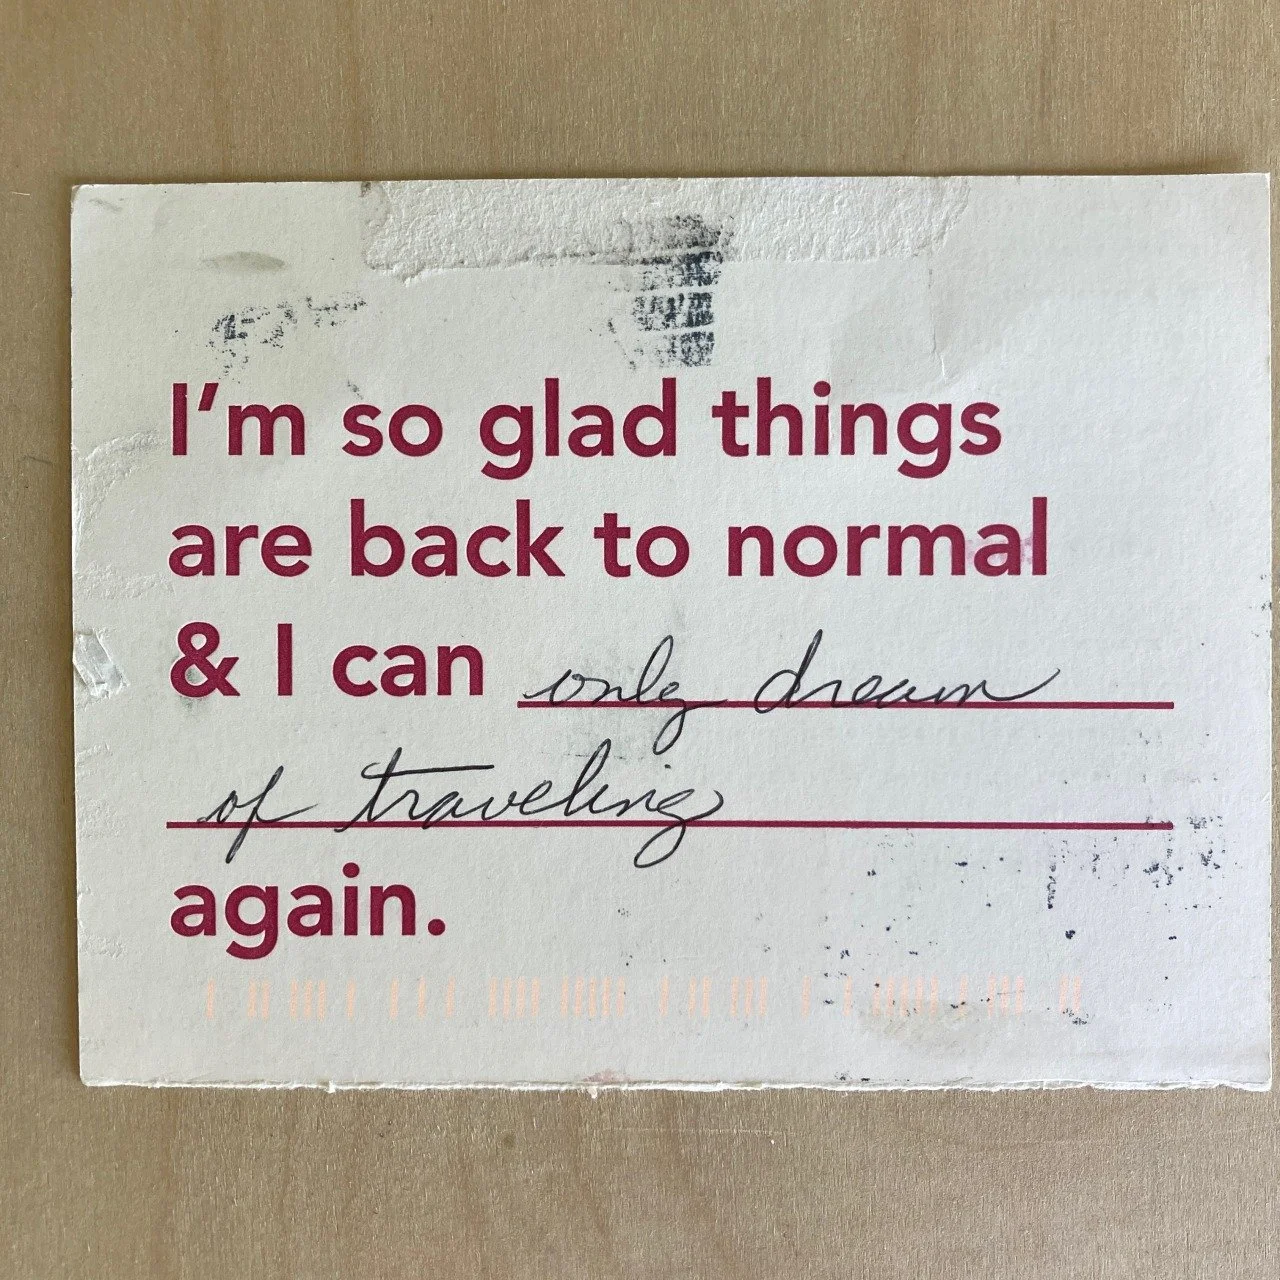 I'm so glad things
are back to normal
& I can only dream
of traveling
again.